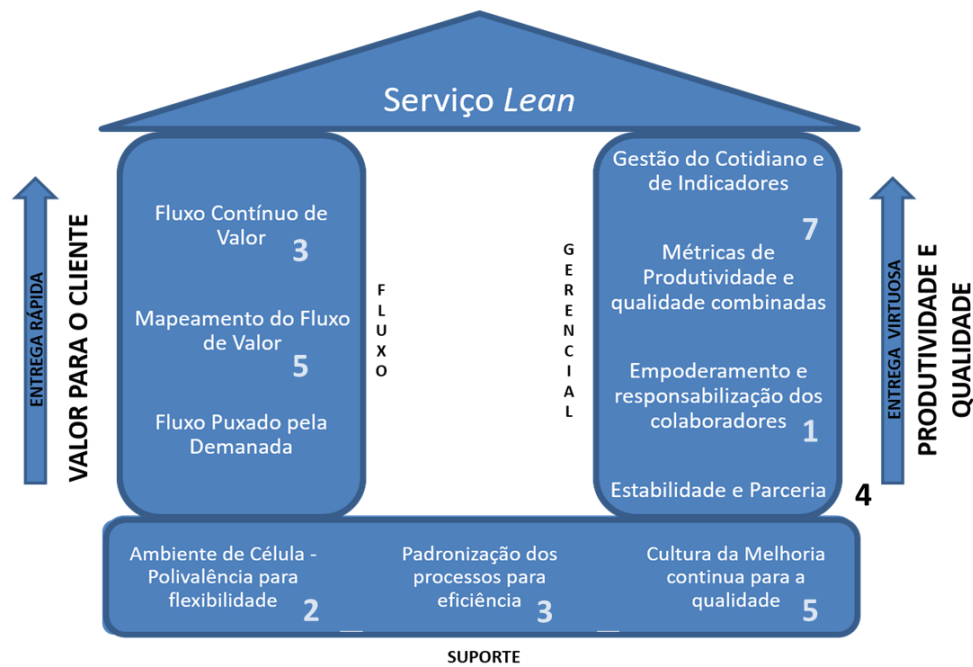 Serviço Lean
ENTREGA RÁPIDA
VALOR PARA O CLIENTE
Fluxo Contínuo de
Valor
3
Mapeamento do Fluxo
de Valor
5
Fluxo Puxado pela
Demanada
FLUXO
GERENCIAL
Gestão do Cotidiano e
de Indicadores
7
Métricas de
Produtividade e
qualidade combinadas
Empoderamento e
responsabilização dos
colaboradores
1
Estabilidade e Parceria
4
ENTREGA VIRTUOSA
PRODUTIVIDADE E
QUALIDADE
Ambiente de Célula -
Polivalência para
flexibilidade
2
Padronização dos
processos para
eficiência
3
Cultura da Melhoria
continua para a
qualidade
5
SUPORTE